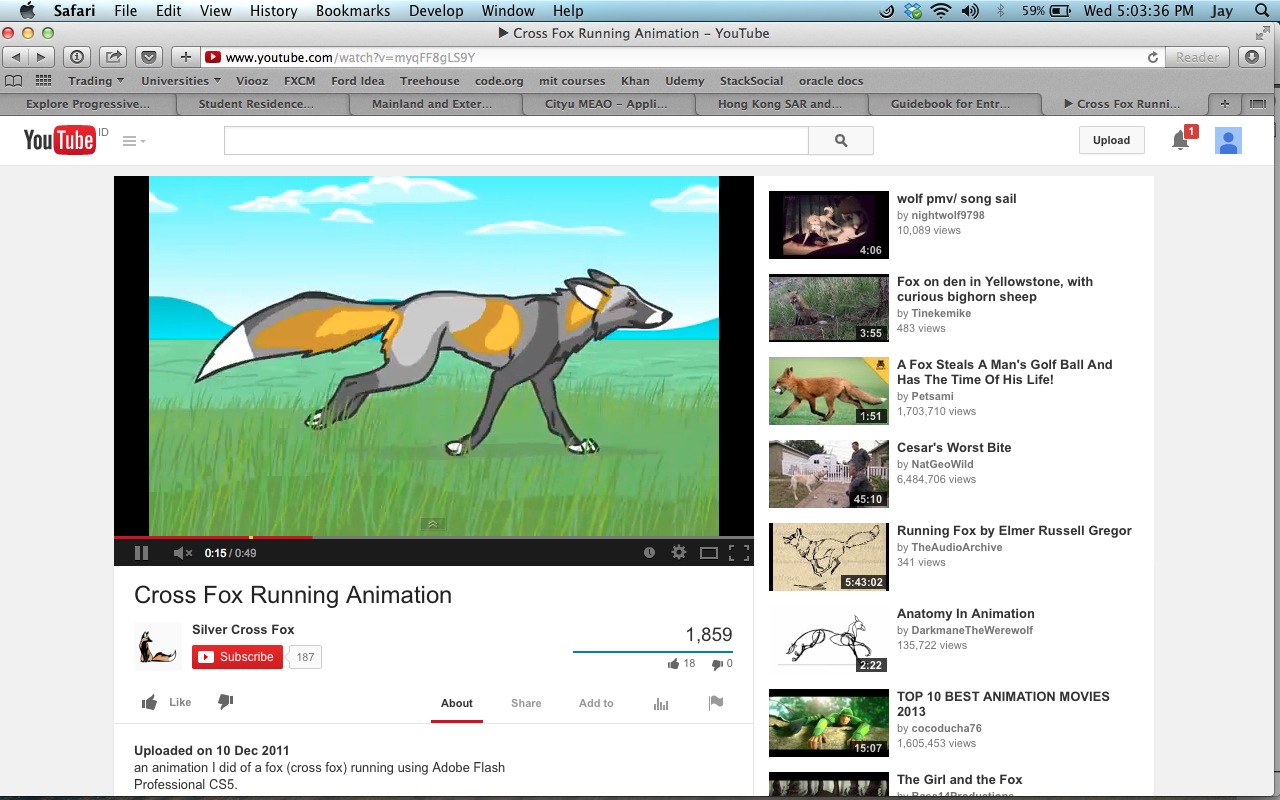 Safari File Edit View History Bookmarks Develop Window Help 59% Wed 5:03:36 PM Jay
Cross Fox Running Animation – YouTube
www.youtube.com/watch?v=myqFF8gLS9Y Reader
Trading Universities Viooz FXCM Ford Idea Treehouse code.org mit courses Khan Udemy StackSocial oracle docs
Explore Progressive... Student Residence... Mainland and Exter... Cityu MEAO – Appli... Hong Kong SAR and... Guidebook for Entr... Cross Fox Runni...
YouTube ID Upload 1
0:15 / 0:49
Cross Fox Running Animation
Silver Cross Fox
Subscribe 187
1,859
18 0
Like
About Share Add to
Uploaded on 10 Dec 2011
an animation I did of a fox (cross fox) running using Adobe Flash
Professional CS5.
4:06
wolf pmv/ song sail
by nightwolf9798
10,089 views
3:55
Fox on den in Yellowstone, with
curious bighorn sheep
by Tinekemike
483 views
1:51
A Fox Steals A Man's Golf Ball And
Has The Time Of His Life!
by Petsami
1,703,710 views
45:10
Cesar's Worst Bite
by NatGeoWild
6,484,706 views
5:43:02
Running Fox by Elmer Russell Gregor
by TheAudioArchive
341 views
2:22
Anatomy In Animation
by DarkmaneTheWerewolf
135,722 views
15:07
TOP 10 BEST ANIMATION MOVIES
2013
by cocoducha76
1,605,453 views
The Girl and the Fox